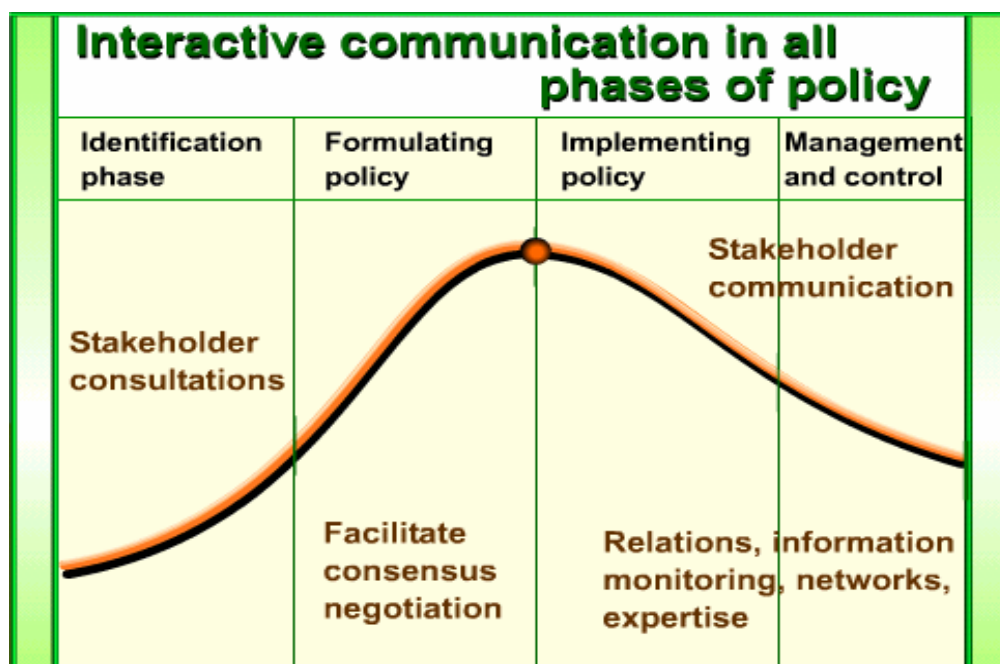 Interactive communication in all
phases of policy
Identification
phase
Formulating
policy
Implementing
policy
Management
and control
Stakeholder
consultations
Facilitate
consensus
negotiation
Stakeholder
communication
Relations, information
monitoring, networks,
expertise